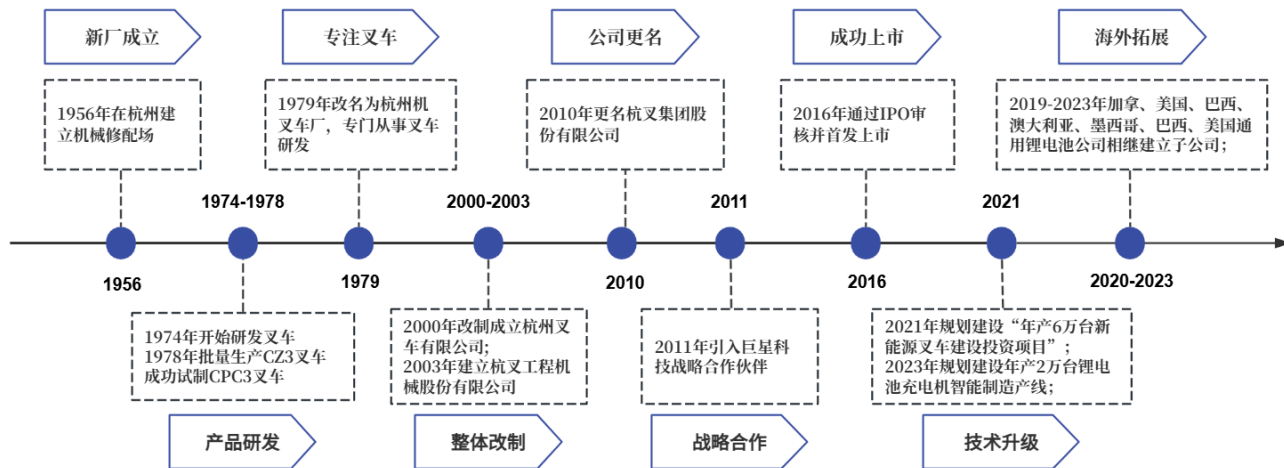 新厂成立
专注叉车
公司更名
成功上市
海外拓展
1956年在杭州建
立机械修配场
1979年改名为杭州机
叉车厂，专门从事叉车
研发
2010年更名杭叉集团股
份有限公司
2016年通过IPO审
核并首发上市
2019-2023年加拿、美国、巴西、
澳大利亚、墨西哥、巴西、美国通
用锂电池公司相继建立子公司；
1974-1978
2000-2003
2011
2021
1956
1979
2010
2016
2020-2023
1974年开始研发叉车
1978年批量生产CZ3叉车
成功试制CPC3叉车
2000年改制成立杭州叉
车有限公司；
2003年建立杭叉工程机
械股份有限公司
2011年引入巨星科
技战略合作伙伴
2021年规划建设“年产6万台新
能源叉车建设投资项目”；
2023年规划建设年产2万台锂电
池充电机智能制造产线；
产品研发
整体改制
战略合作
技术升级